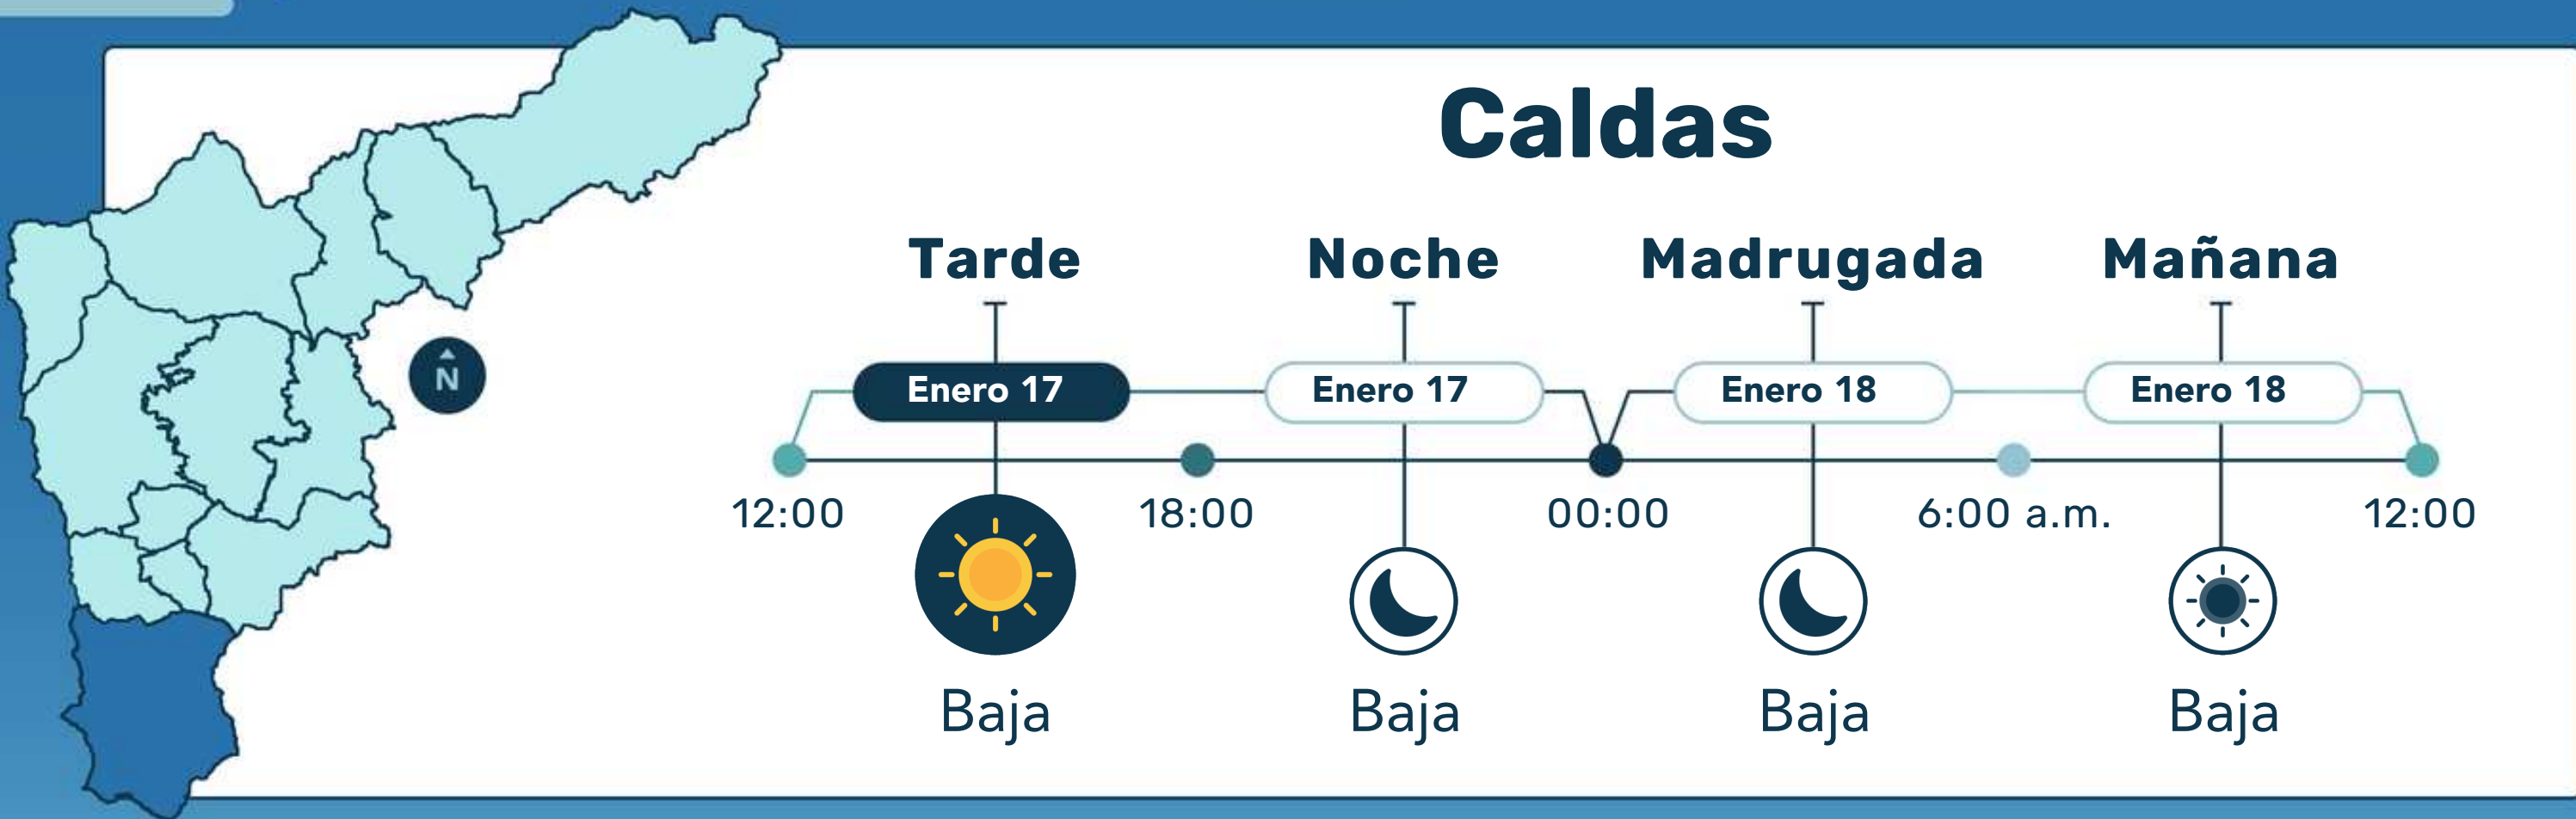 Caldas
Tarde Noche Madrugada Mañana
Enero 17 Enero 17 Enero 18 Enero 18
N
12:00 18:00 00:00 6:00 a.m. 12:00
Baja Baja Baja Baja